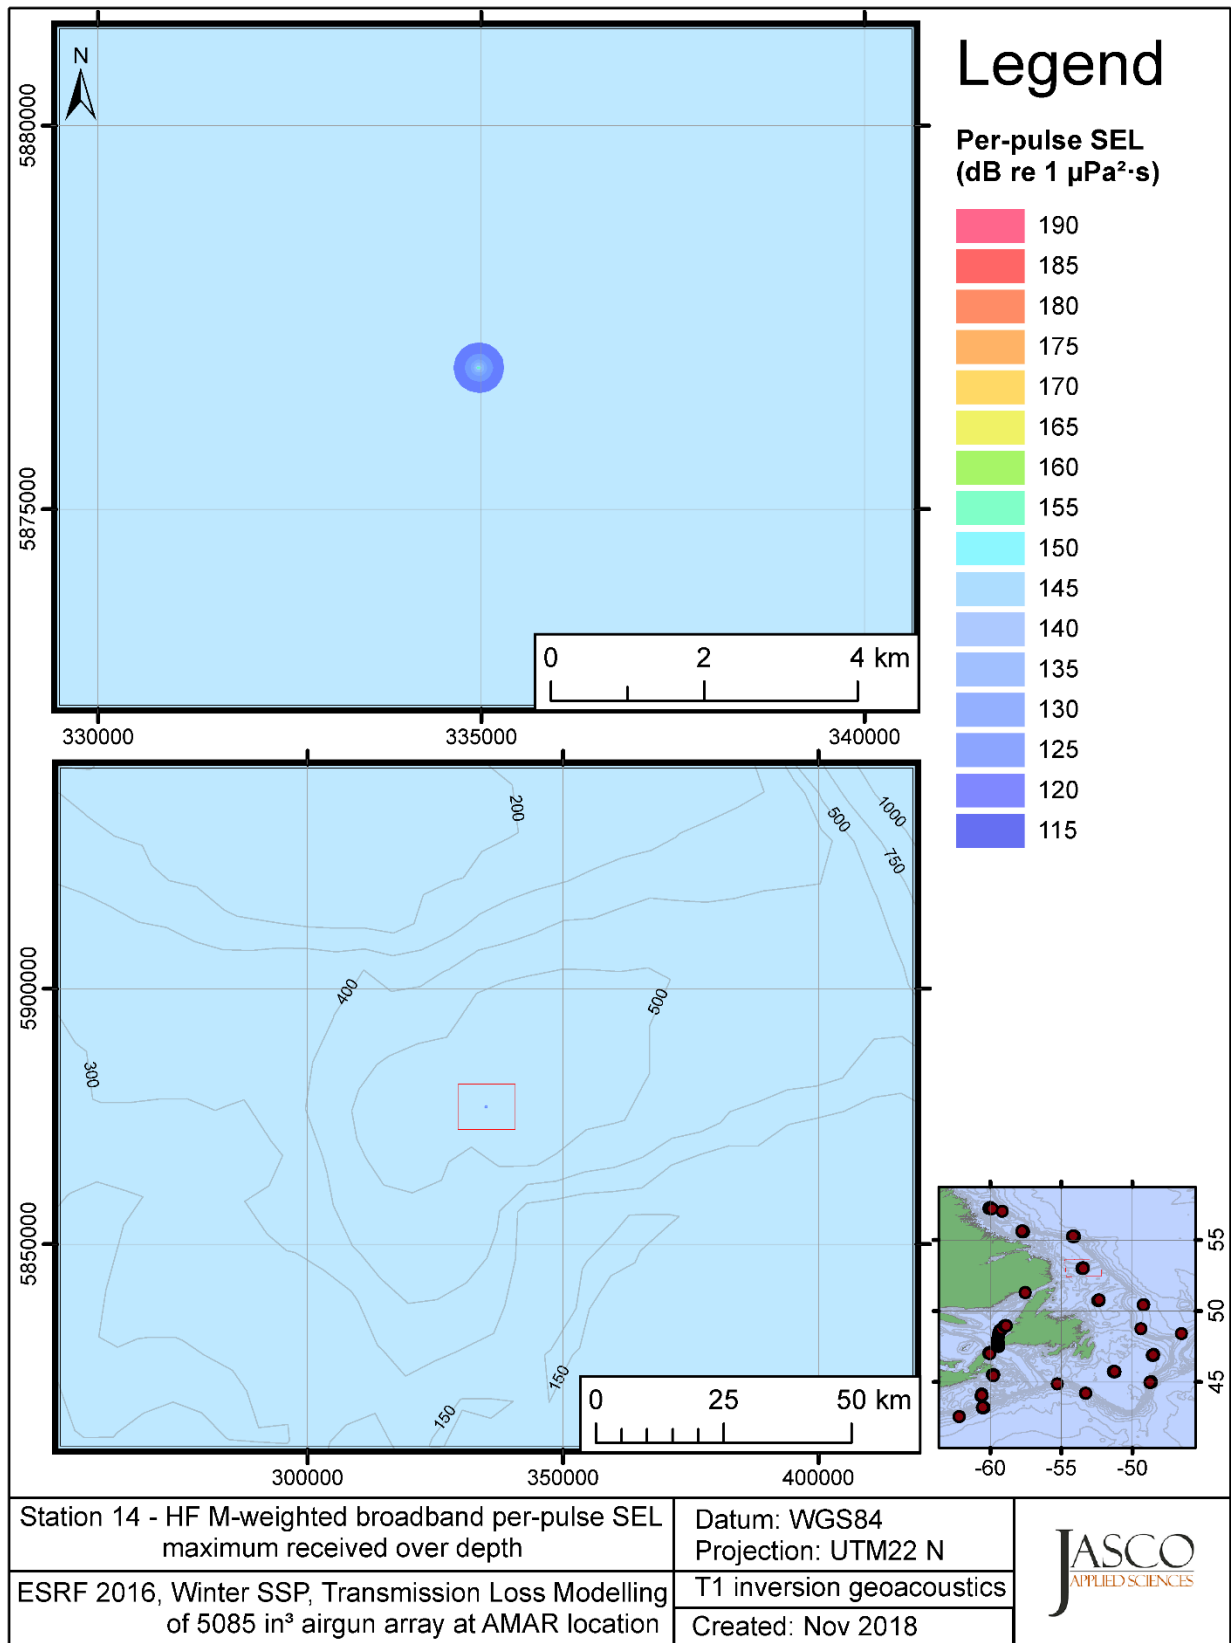 N
5880000
5875000
0 2 4 km
330000 335000 340000
Legend
Per-pulse SEL
(dB re 1 µPa²·s)
190
185
180
175
170
165
160
155
150
145
140
135
130
125
120
115
200
500
1000
750
400
500
300
150
150
5900000
5850000
0 25 50 km
300000 350000 400000
55
50
45
-60 -55 -50
Station 14 - HF M-weighted broadband per-pulse SEL
maximum received over depth
ESRF 2016, Winter SSP, Transmission Loss Modelling
of 5085 in³ airgun array at AMAR location
Datum: WGS84
Projection: UTM22 N
T1 inversion geoacoustics
Created: Nov 2018
JASCO
APPLIED SCIENCES